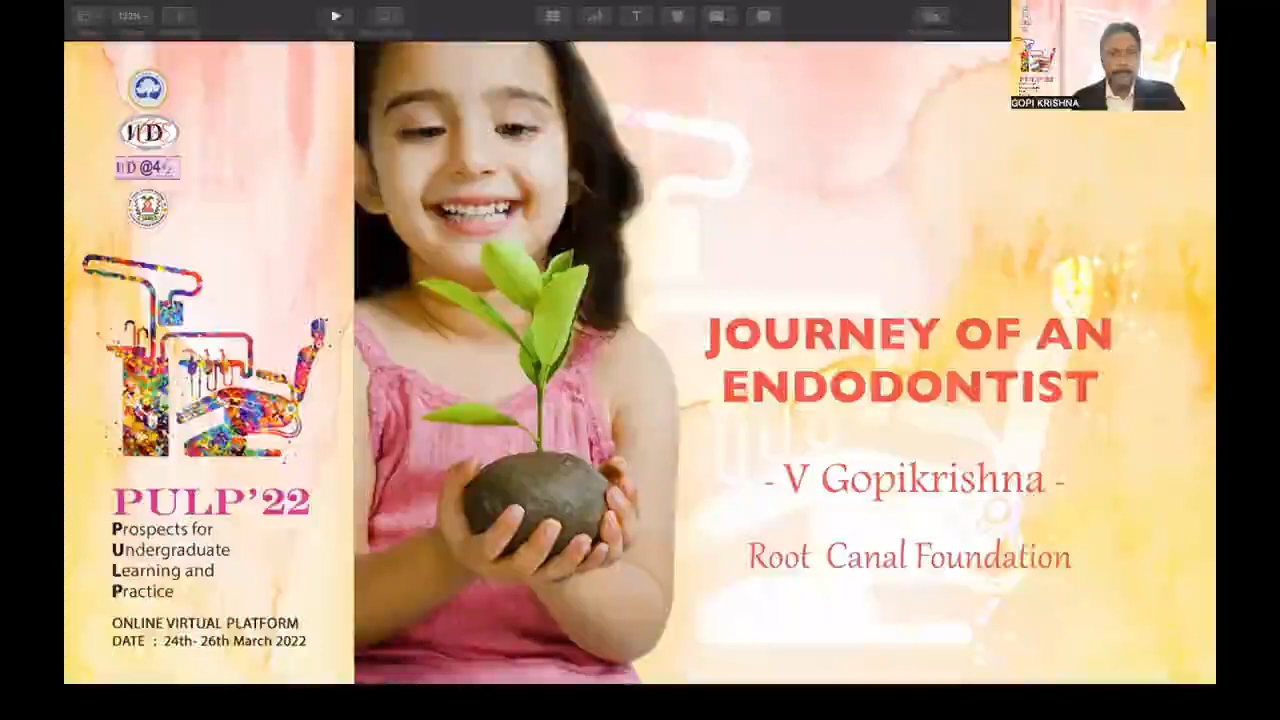 133%
GOPI KRISHNA
PULP'22
Prospects for
Undergraduate
Learning and
Practice
ONLINE VIRTUAL PLATFORM
DATE : 24th- 26th March 2022
JOURNEY OF AN
ENDODONTIST
- V Gopikrishna -
Root Canal Foundation